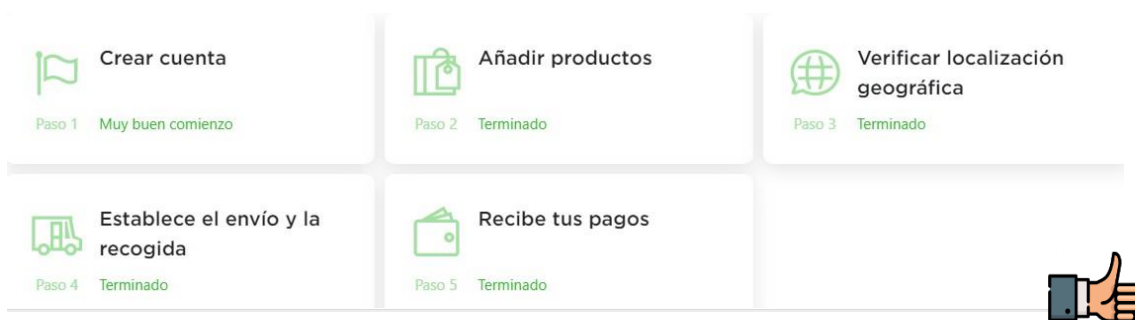 Crear cuenta
Paso 1 Muy buen comienzo
Añadir productos
Paso 2 Terminado
Verificar localización
geográfica
Paso 3 Terminado
Establece el envío y la
recogida
Paso 4 Terminado
Recibe tus pagos
Paso 5 Terminado